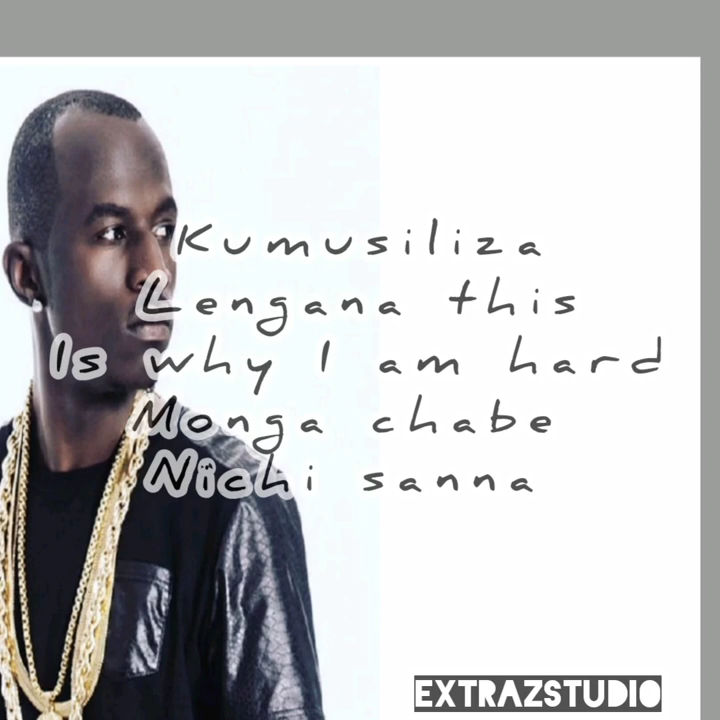 Kumusiliza
Lengana this
Is why I am hard
Monga chabe
Nichi sanna
EXTRAZSTUDIO